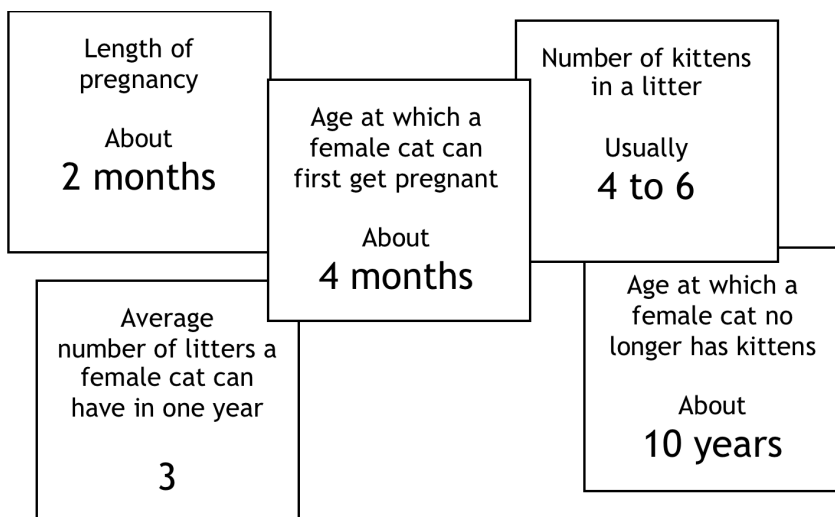 Length of
pregnancy
About
2 months
Age at which a
female cat can
first get pregnant
About
4 months
Number of kittens
in a litter
Usually
4 to 6
Average
number of litters a
female cat can
have in one year
3
Age at which a
female cat no
longer has kittens
About
10 years